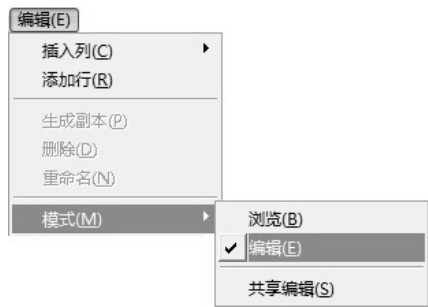 编辑(E)
插入列(C)
添加行(R)
生成副本(P)
删除(D)
重命名(N)
模式(M)
浏览(B)
编辑(E)
共享编辑(S)